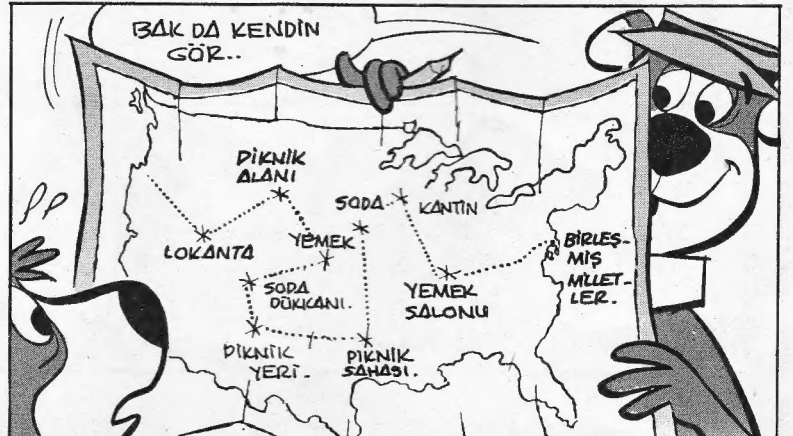 BAK DA KENDİN
GÖR..
PİKNİK
ALANI
SODA
KANTİN
LOKANTA
YEMEK
BİRLEŞ-
MİŞ
MİLLET-
LER.
SODA
DÜKKANI.
YEMEK
SALONU
PİKNİK
YERİ.
PİKNİK
SAHASI.